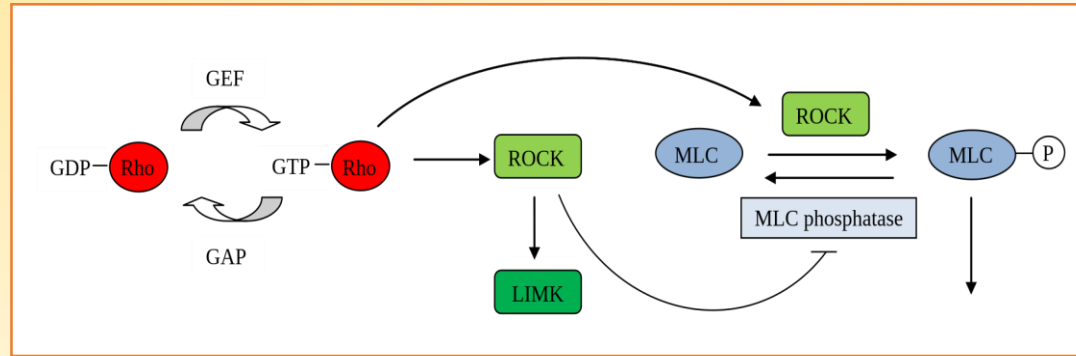 GEF
GDP
Rho
GTP
Rho
GAP
ROCK
LIMK
MLC
ROCK
MLC phosphatase
MLC
P